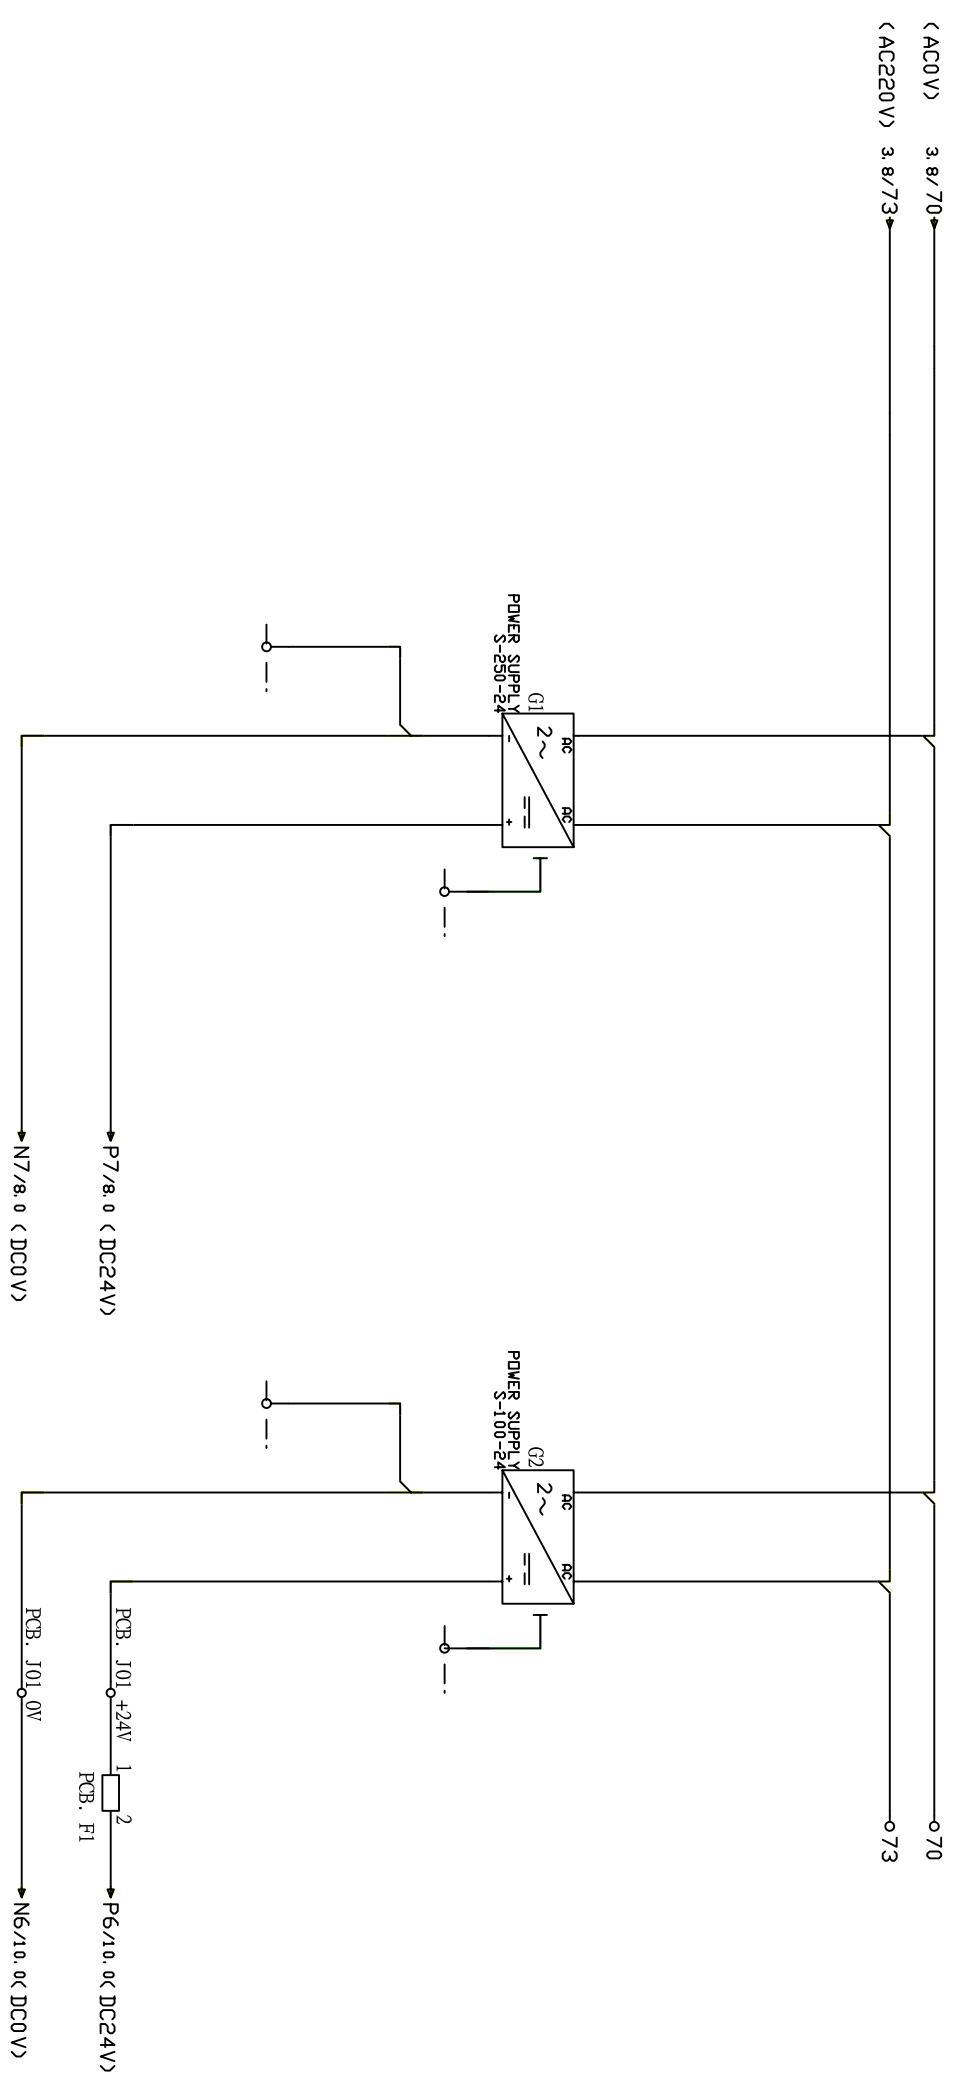 (AC0V) 3.8/70
(AC220V) 3.8/73
70
73
POWER SUPPLY
S-250-24
G1
AC AC
2~
- +
POWER SUPPLY
S-100-24
G2
AC AC
2~
- +
P7/8.0 (DC24V)
N7/8.0 (DC0V)
PCB. J01 +24V
1 2
PCB. F1
P6/10.0(DC24V)
PCB. J01 0V
N6/10.0(DC0V)